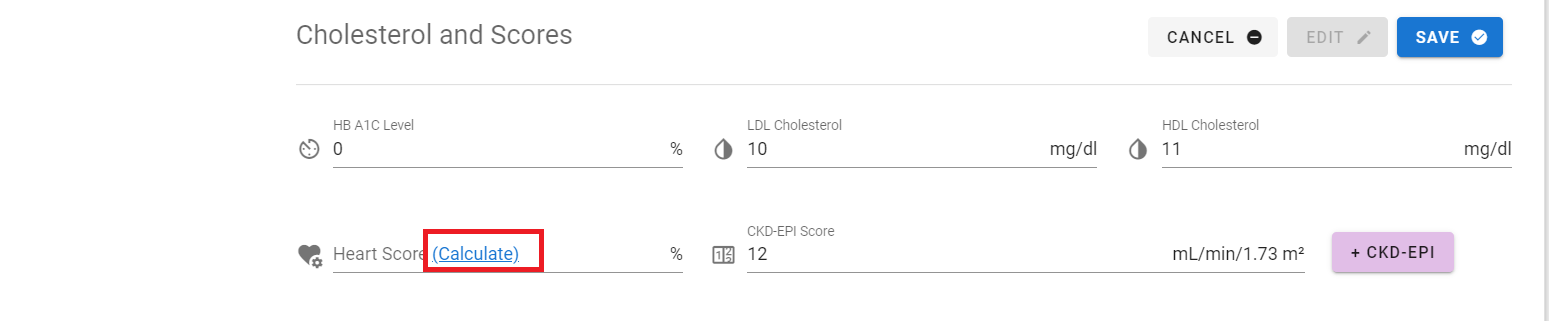 Cholesterol and Scores
CANCEL
EDIT
SAVE
HB A1C Level
0 %
LDL Cholesterol
10 mg/dl
HDL Cholesterol
11 mg/dl
Heart Score (Calculate) %
CKD-EPI Score
12 mL/min/1.73 m²
+ CKD-EPI